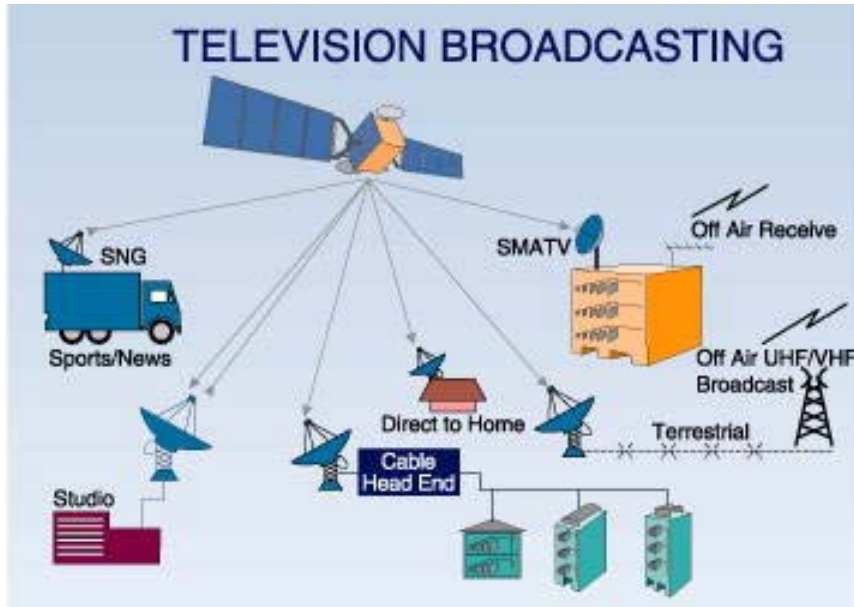 TELEVISION BROADCASTING
SNG
SMATV
Off Air Receive
Sports/News
Off Air UHF/VHF
Broadcast
Direct to Home
Terrestrial
Cable
Head End
Studio